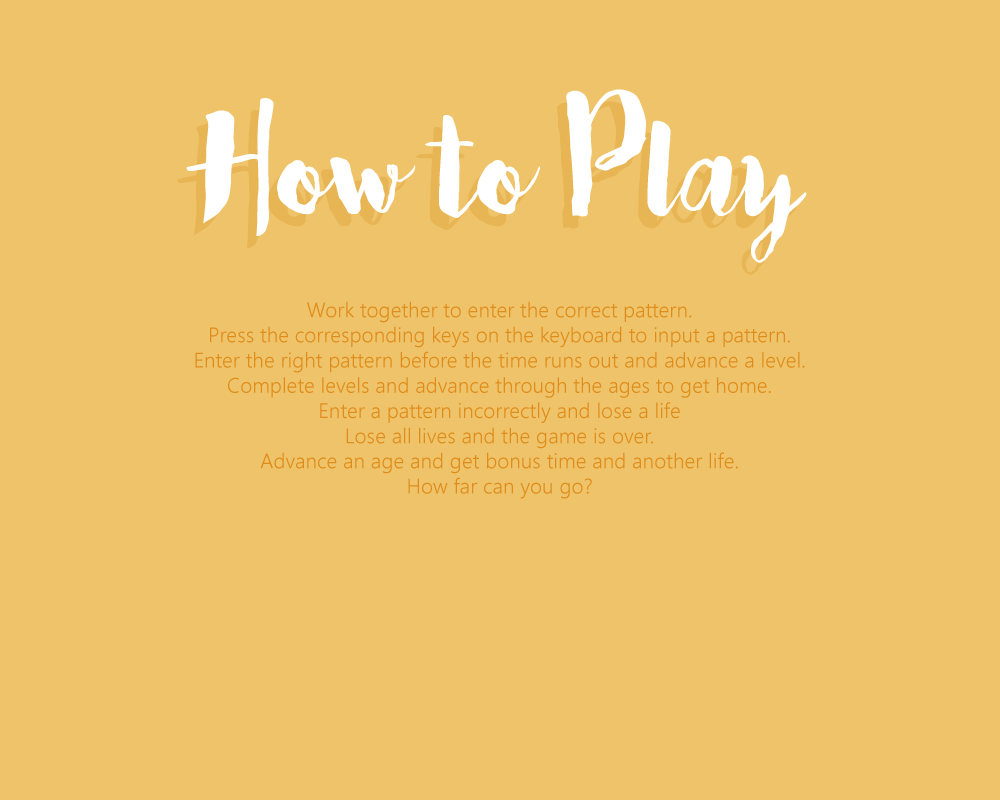 How to Play
Work together to enter the correct pattern.
Press the corresponding keys on the keyboard to input a pattern.
Enter the right pattern before the time runs out and advance a level.
Complete levels and advance through the ages to get home.
Enter a pattern incorrectly and lose a life
Lose all lives and the game is over.
Advance an age and get bonus time and another life.
How far can you go?